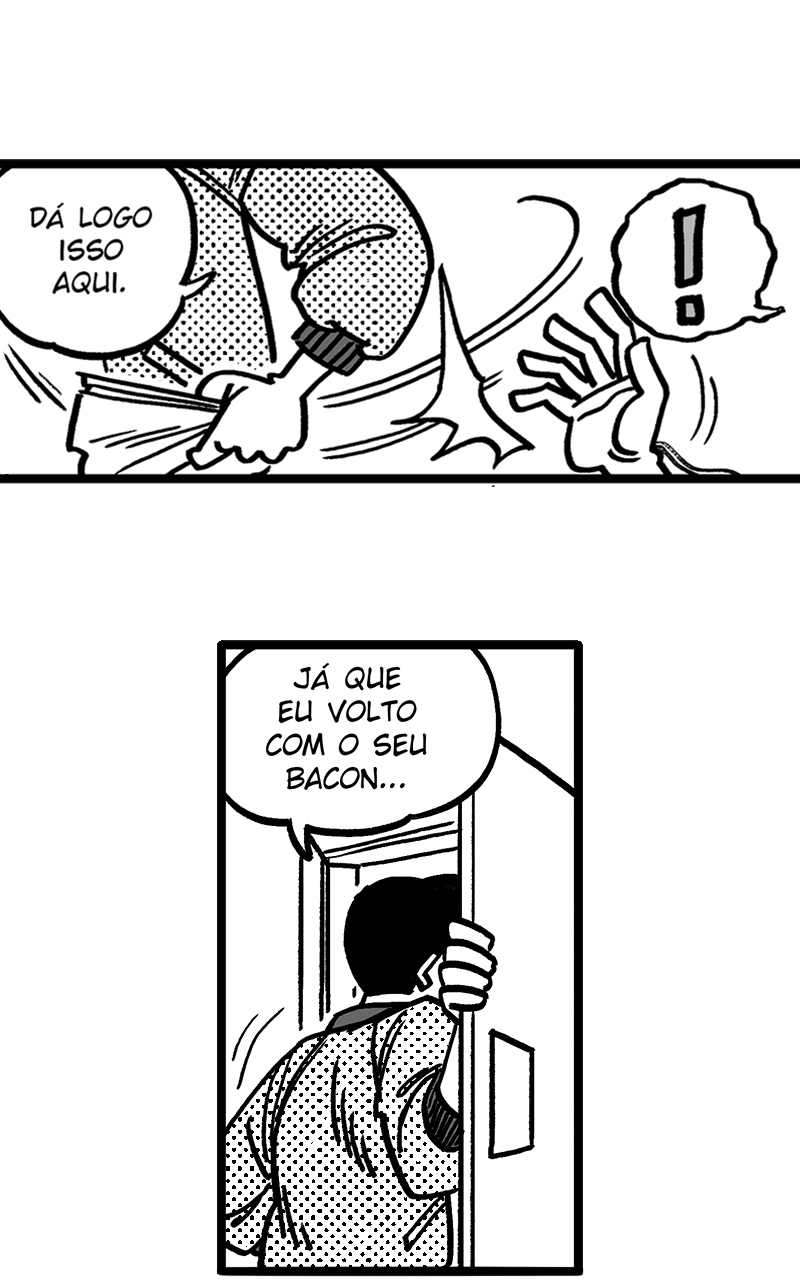 DÁ LOGO
ISSO
AQUI.
!
JÁ QUE
EU VOLTO
COM O SEU
BACON...